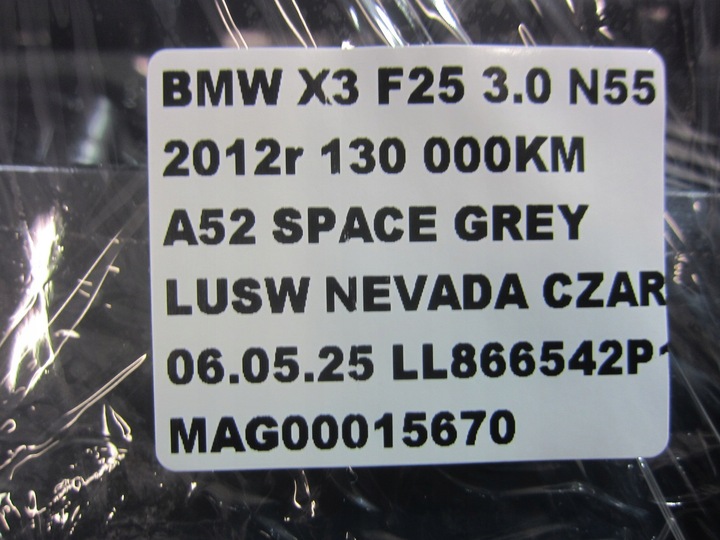 BMW X3 F25 3.0 N55
2012r 130 000KM
A52 SPACE GREY
LUSW NEVADA CZAR
06.05.25 LL866542P1
MAG00015670